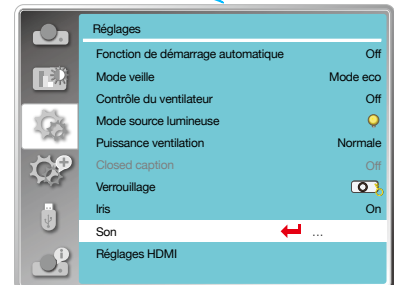 Réglages
Fonction de démarrage automatique Off
Mode veille Mode eco
Contrôle du ventilateur Off
Mode source lumineuse
Puissance ventilation Normale
Closed caption Off
Verrouillage
Iris On
Son ...
Réglages HDMI